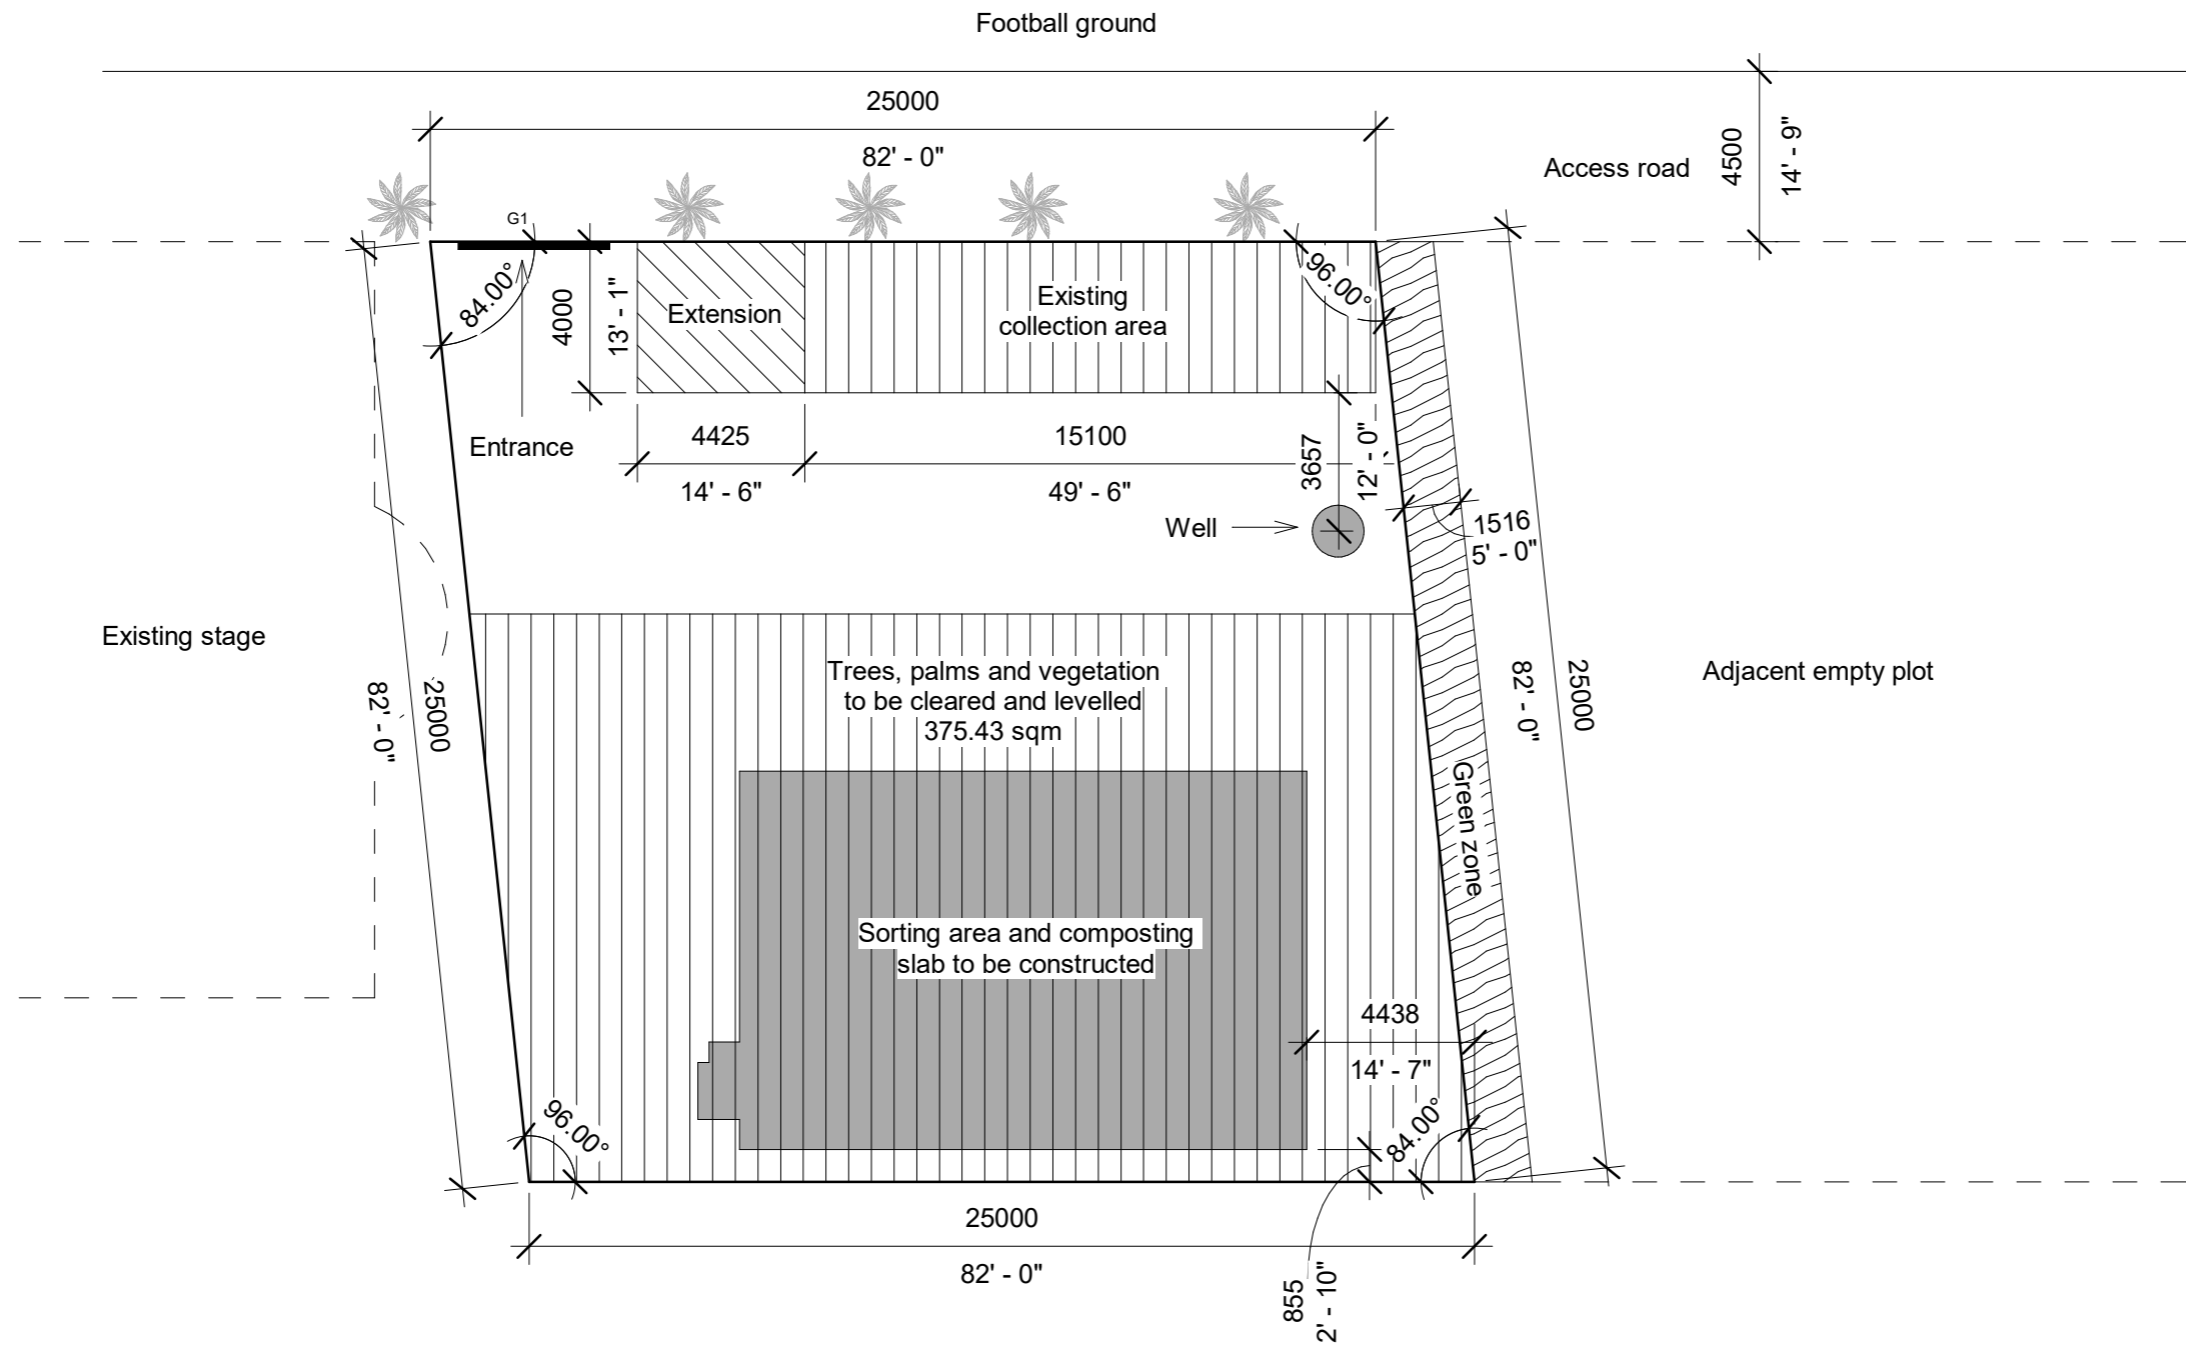 Football ground
25000
82' - 0"
Access road
4500
14' - 9"
G1
84.00°
4000
13' - 1"
Extension
Existing
collection area
96.00°
Entrance
4425
14' - 6"
15100
49' - 6"
3657
12' - 0"
Well
1516
5' - 0"
Existing stage
82' - 0"
25000
Trees, palms and vegetation
to be cleared and levelled
375.43 sqm
82' - 0"
25000
Adjacent empty plot
Green zone
Sorting area and composting
slab to be constructed
4438
14' - 7"
96.00°
84.00°
25000
82' - 0"
855
2' - 10"